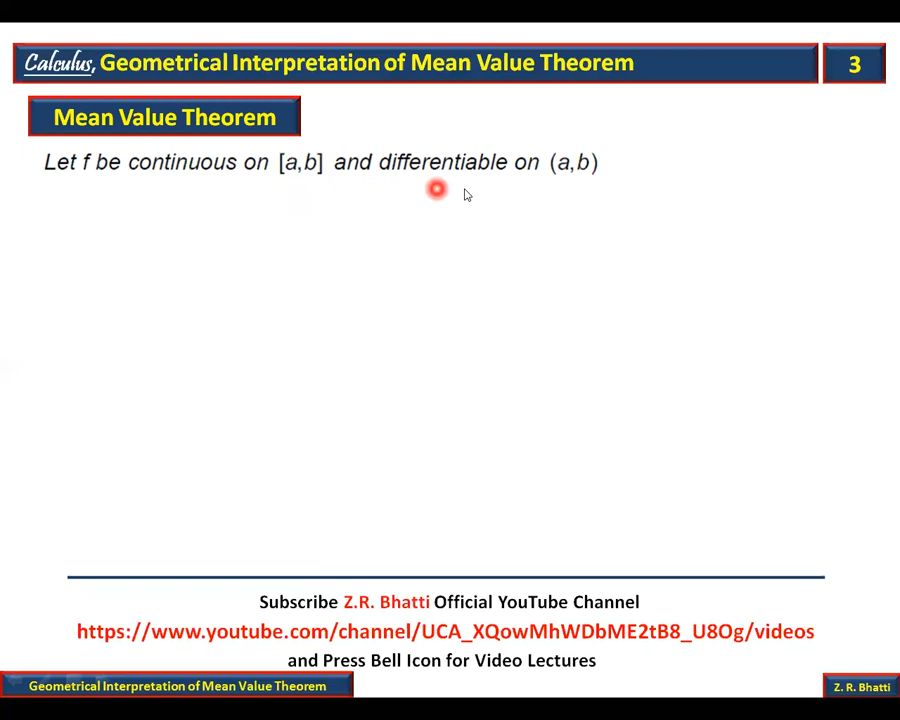 Calculus, Geometrical Interpretation of Mean Value Theorem
3
Mean Value Theorem
Let f be continuous on [a,b] and differentiable on (a,b)
Subscribe Z.R. Bhatti Official YouTube Channel
https://www.youtube.com/channel/UCA_XQowMhWDbME2tB8_U8Og/videos
and Press Bell Icon for Video Lectures
Geometrical Interpretation of Mean Value Theorem
Z. R. Bhatti